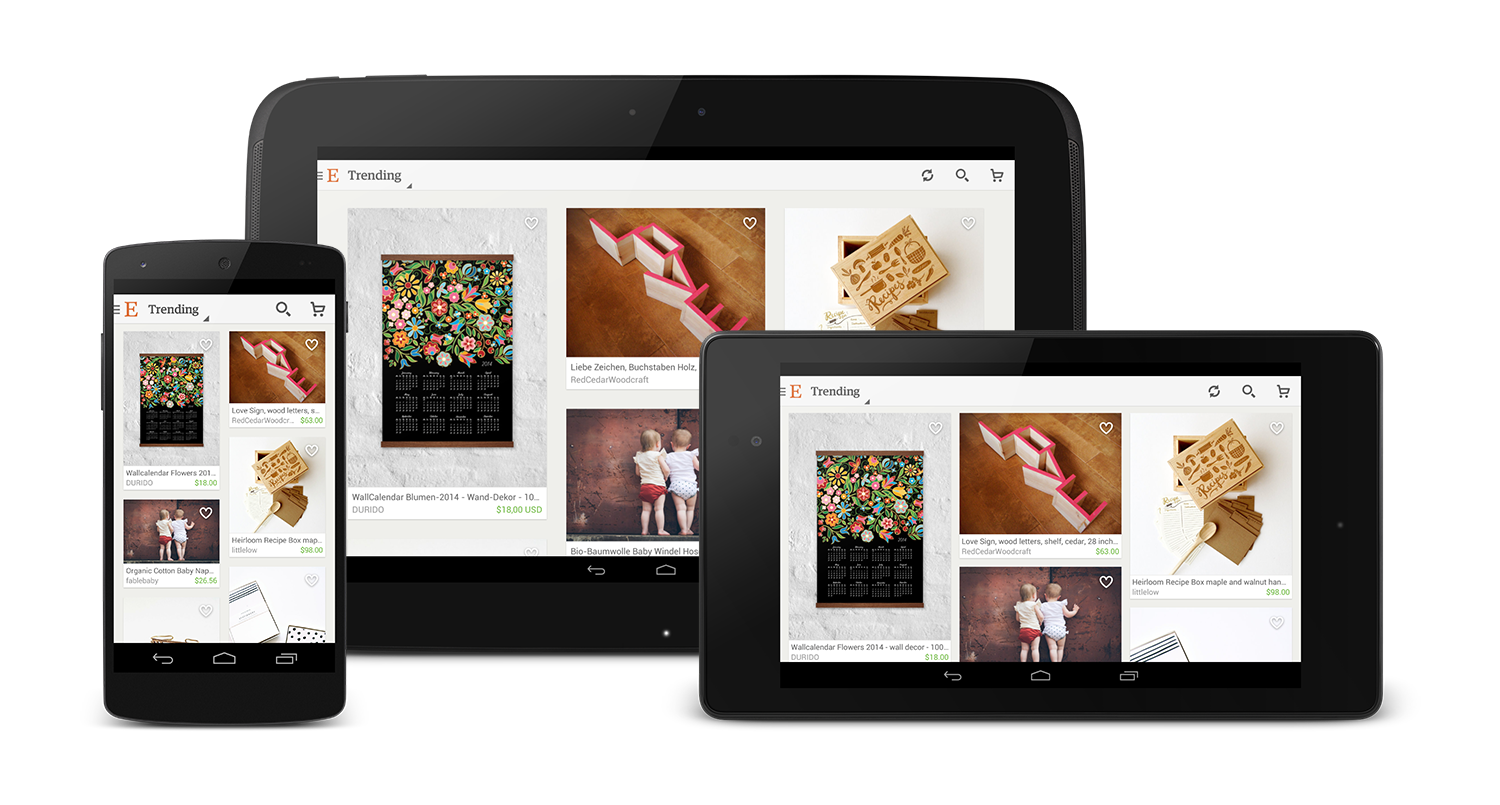 E Trending
WallCalendar Blumen-2014 - Wand-Dekor - 10...
DURIDO $18,00 USD
Liebe Zeichen, Buchstaben Holz,
RedCedarWoodcraft
Bio-Baumwolle Baby Windel Hos
Recipes
2014
E Trending
Wallcalendar Flowers 201...
DURIDO $18.00
Organic Cotton Baby Nap...
fablebaby $26.56
Love Sign, wood letters, s...
RedCedarWoodcr... $63.00
Heirloom Recipe Box map...
littlelow $98.00
E Trending
2014
Wallcalendar Flowers 2014 - wall decor - 100...
DURIDO $18.00
Love Sign, wood letters, shelf, cedar, 28 inch...
RedCedarWoodcraft $63.00
Recipes
Heirloom Recipe Box maple and walnut han...
littlelow $98.00